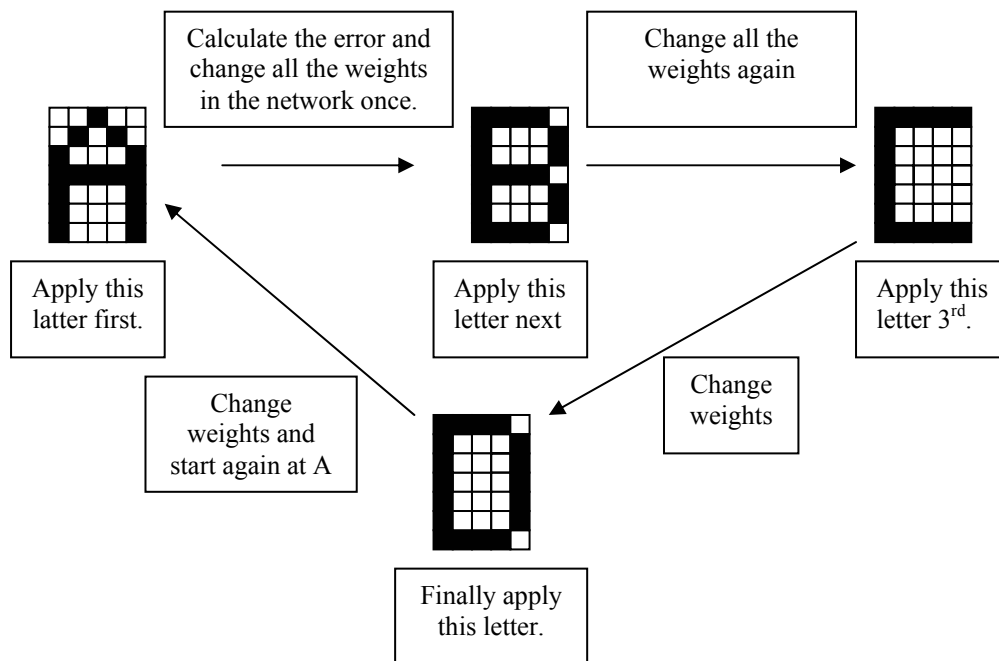 Calculate the error and
change all the weights
in the network once.
Change all the
weights again
Apply this
latter first.
Apply this
letter next
Apply this
letter 3rd.
Change
weights and
start again at A
Change
weights
Finally apply
this letter.